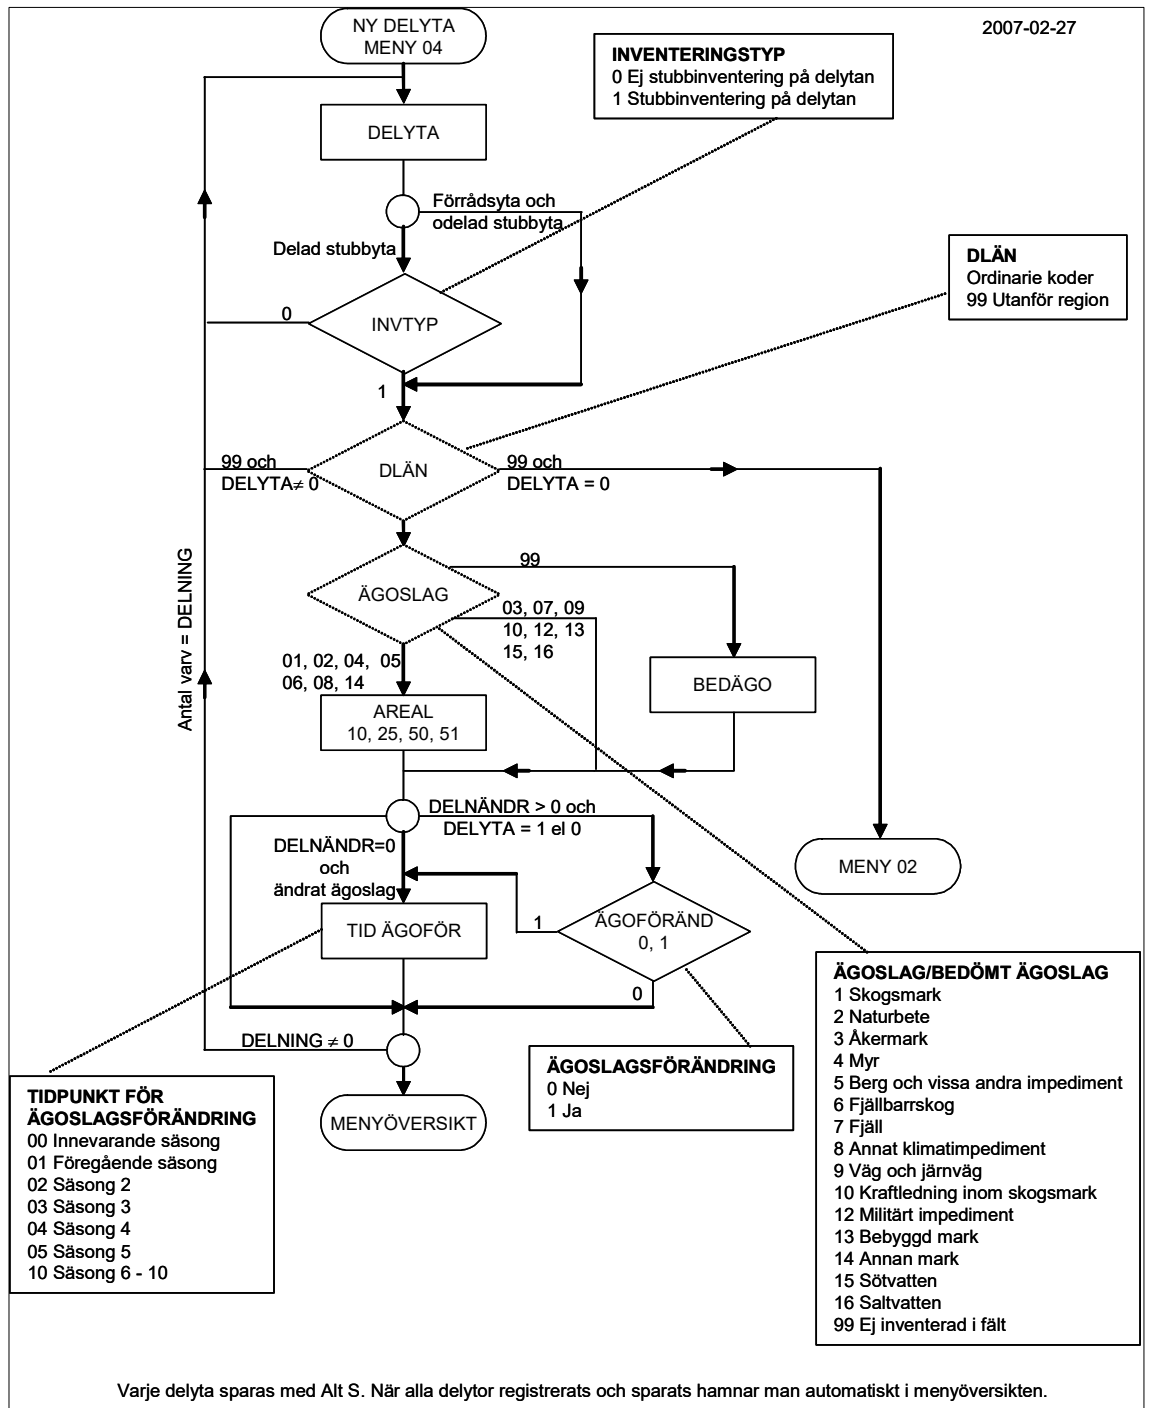 NY DELYTA
MENY 04
2007-02-27
INVENTERINGSTYP
0 Ej stubbinventering på delytan
1 Stubbinventering på delytan
DELYTA
Förrådsyta och
odelad stubbyta
Delad stubbyta
DLÄN
Ordinarie koder
99 Utanför region
0
INVTYP
1
99 och
DELYTA≠ 0
DLÄN
99 och
DELYTA = 0
99
ÄGOSLAG
03, 07, 09
10, 12, 13
15, 16
01, 02, 04, 05
06, 08, 14
Antal varv = DELNING
BEDÄGO
AREAL
10, 25, 50, 51
DELNÄNDR > 0 och
DELYTA = 1 el 0
DELNÄNDR=0
och
ändrat ägoslag
MENY 02
1
ÄGOFÖRÄND
0, 1
TID ÄGOFÖR
0
DELNING ≠ 0
MENYÖVERSIKT
ÄGOSLAGSFÖRÄNDRING
0 Nej
1 Ja
TIDPUNKT FÖR
ÄGOSLAGSFÖRÄNDRING
00 Innevarande säsong
01 Föregående säsong
02 Säsong 2
03 Säsong 3
04 Säsong 4
05 Säsong 5
10 Säsong 6 - 10
ÄGOSLAG/BEDÖMT ÄGOSLAG
1 Skogsmark
2 Naturbete
3 Åkermark
4 Myr
5 Berg och vissa andra impediment
6 Fjällbarrskog
7 Fjäll
8 Annat klimatimpediment
9 Väg och järnväg
10 Kraftledning inom skogsmark
12 Militärt impediment
13 Bebyggd mark
14 Annan mark
15 Sötvatten
16 Saltvatten
99 Ej inventerad i fält
Varje delyta sparas med Alt S. När alla delytor registrerats och sparats hamnar man automatiskt i menyöversikten.